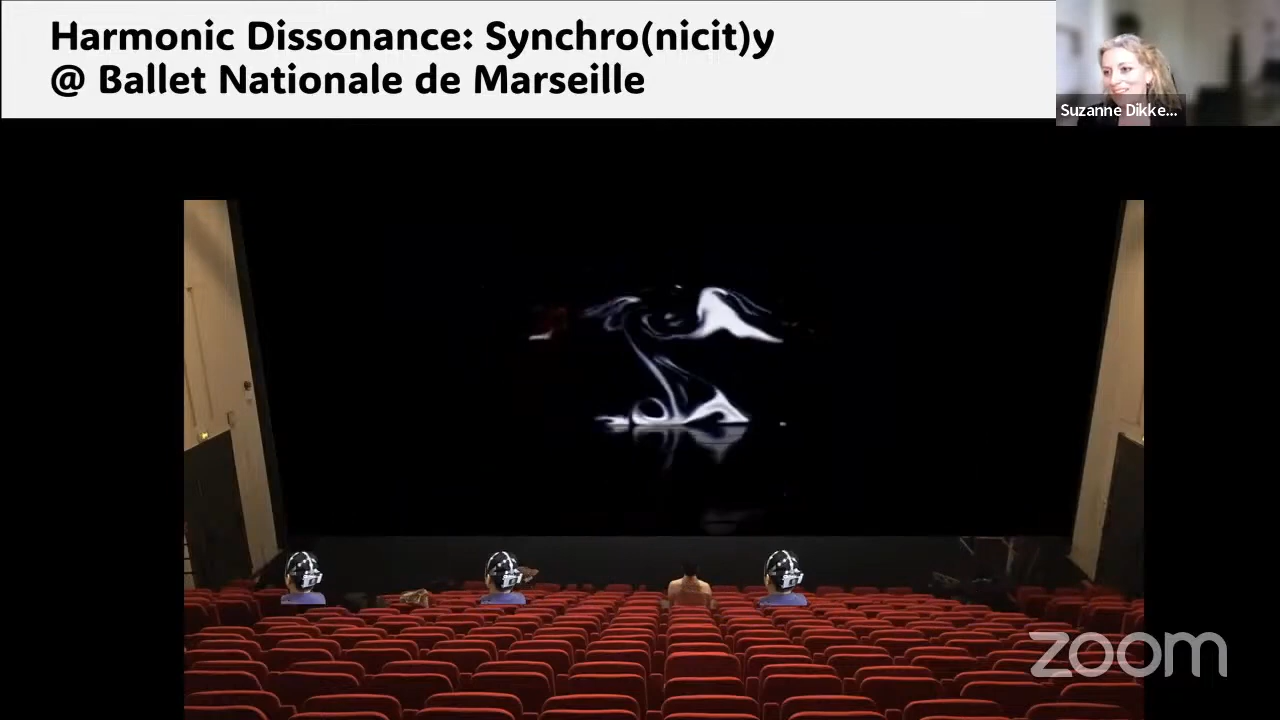 Harmonic Dissonance: Synchro(nicit)y
@ Ballet Nationale de Marseille
Suzanne Dikke...
zoom